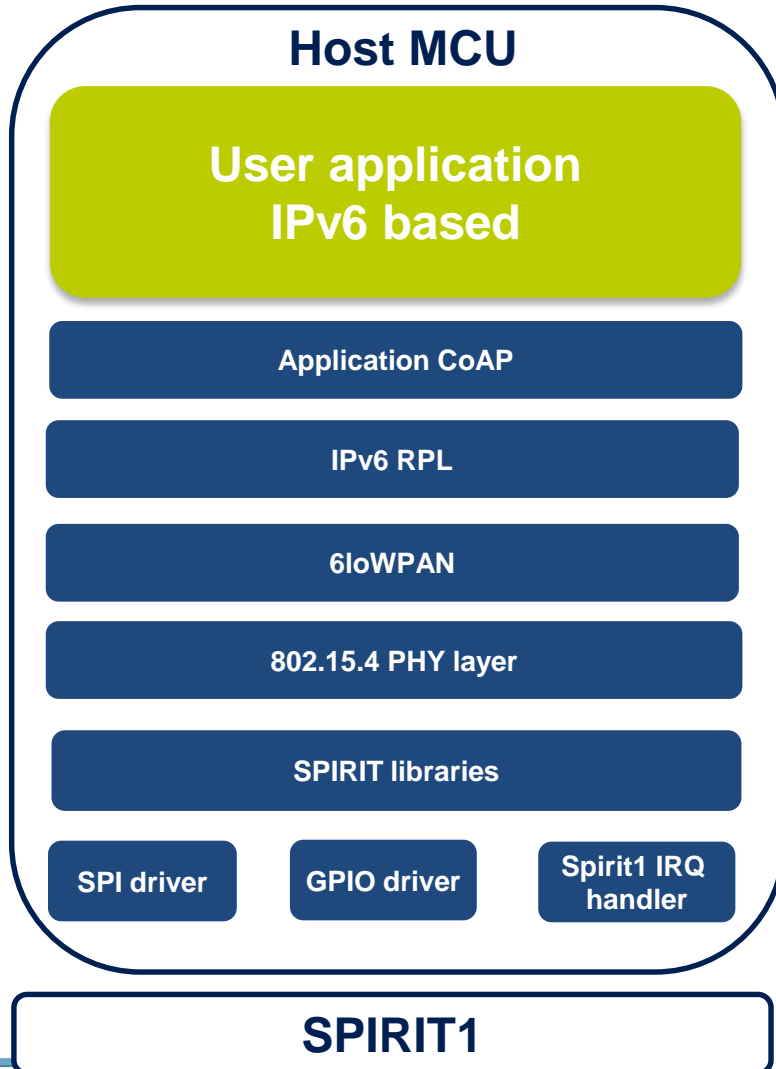 Host MCU
User application
IPv6 based
Application CoAP
IPv6 RPL
6loWPAN
802.15.4 PHY layer
SPIRIT libraries
SPI driver
GPIO driver
Spirit1 IRQ
handler
SPIRIT1